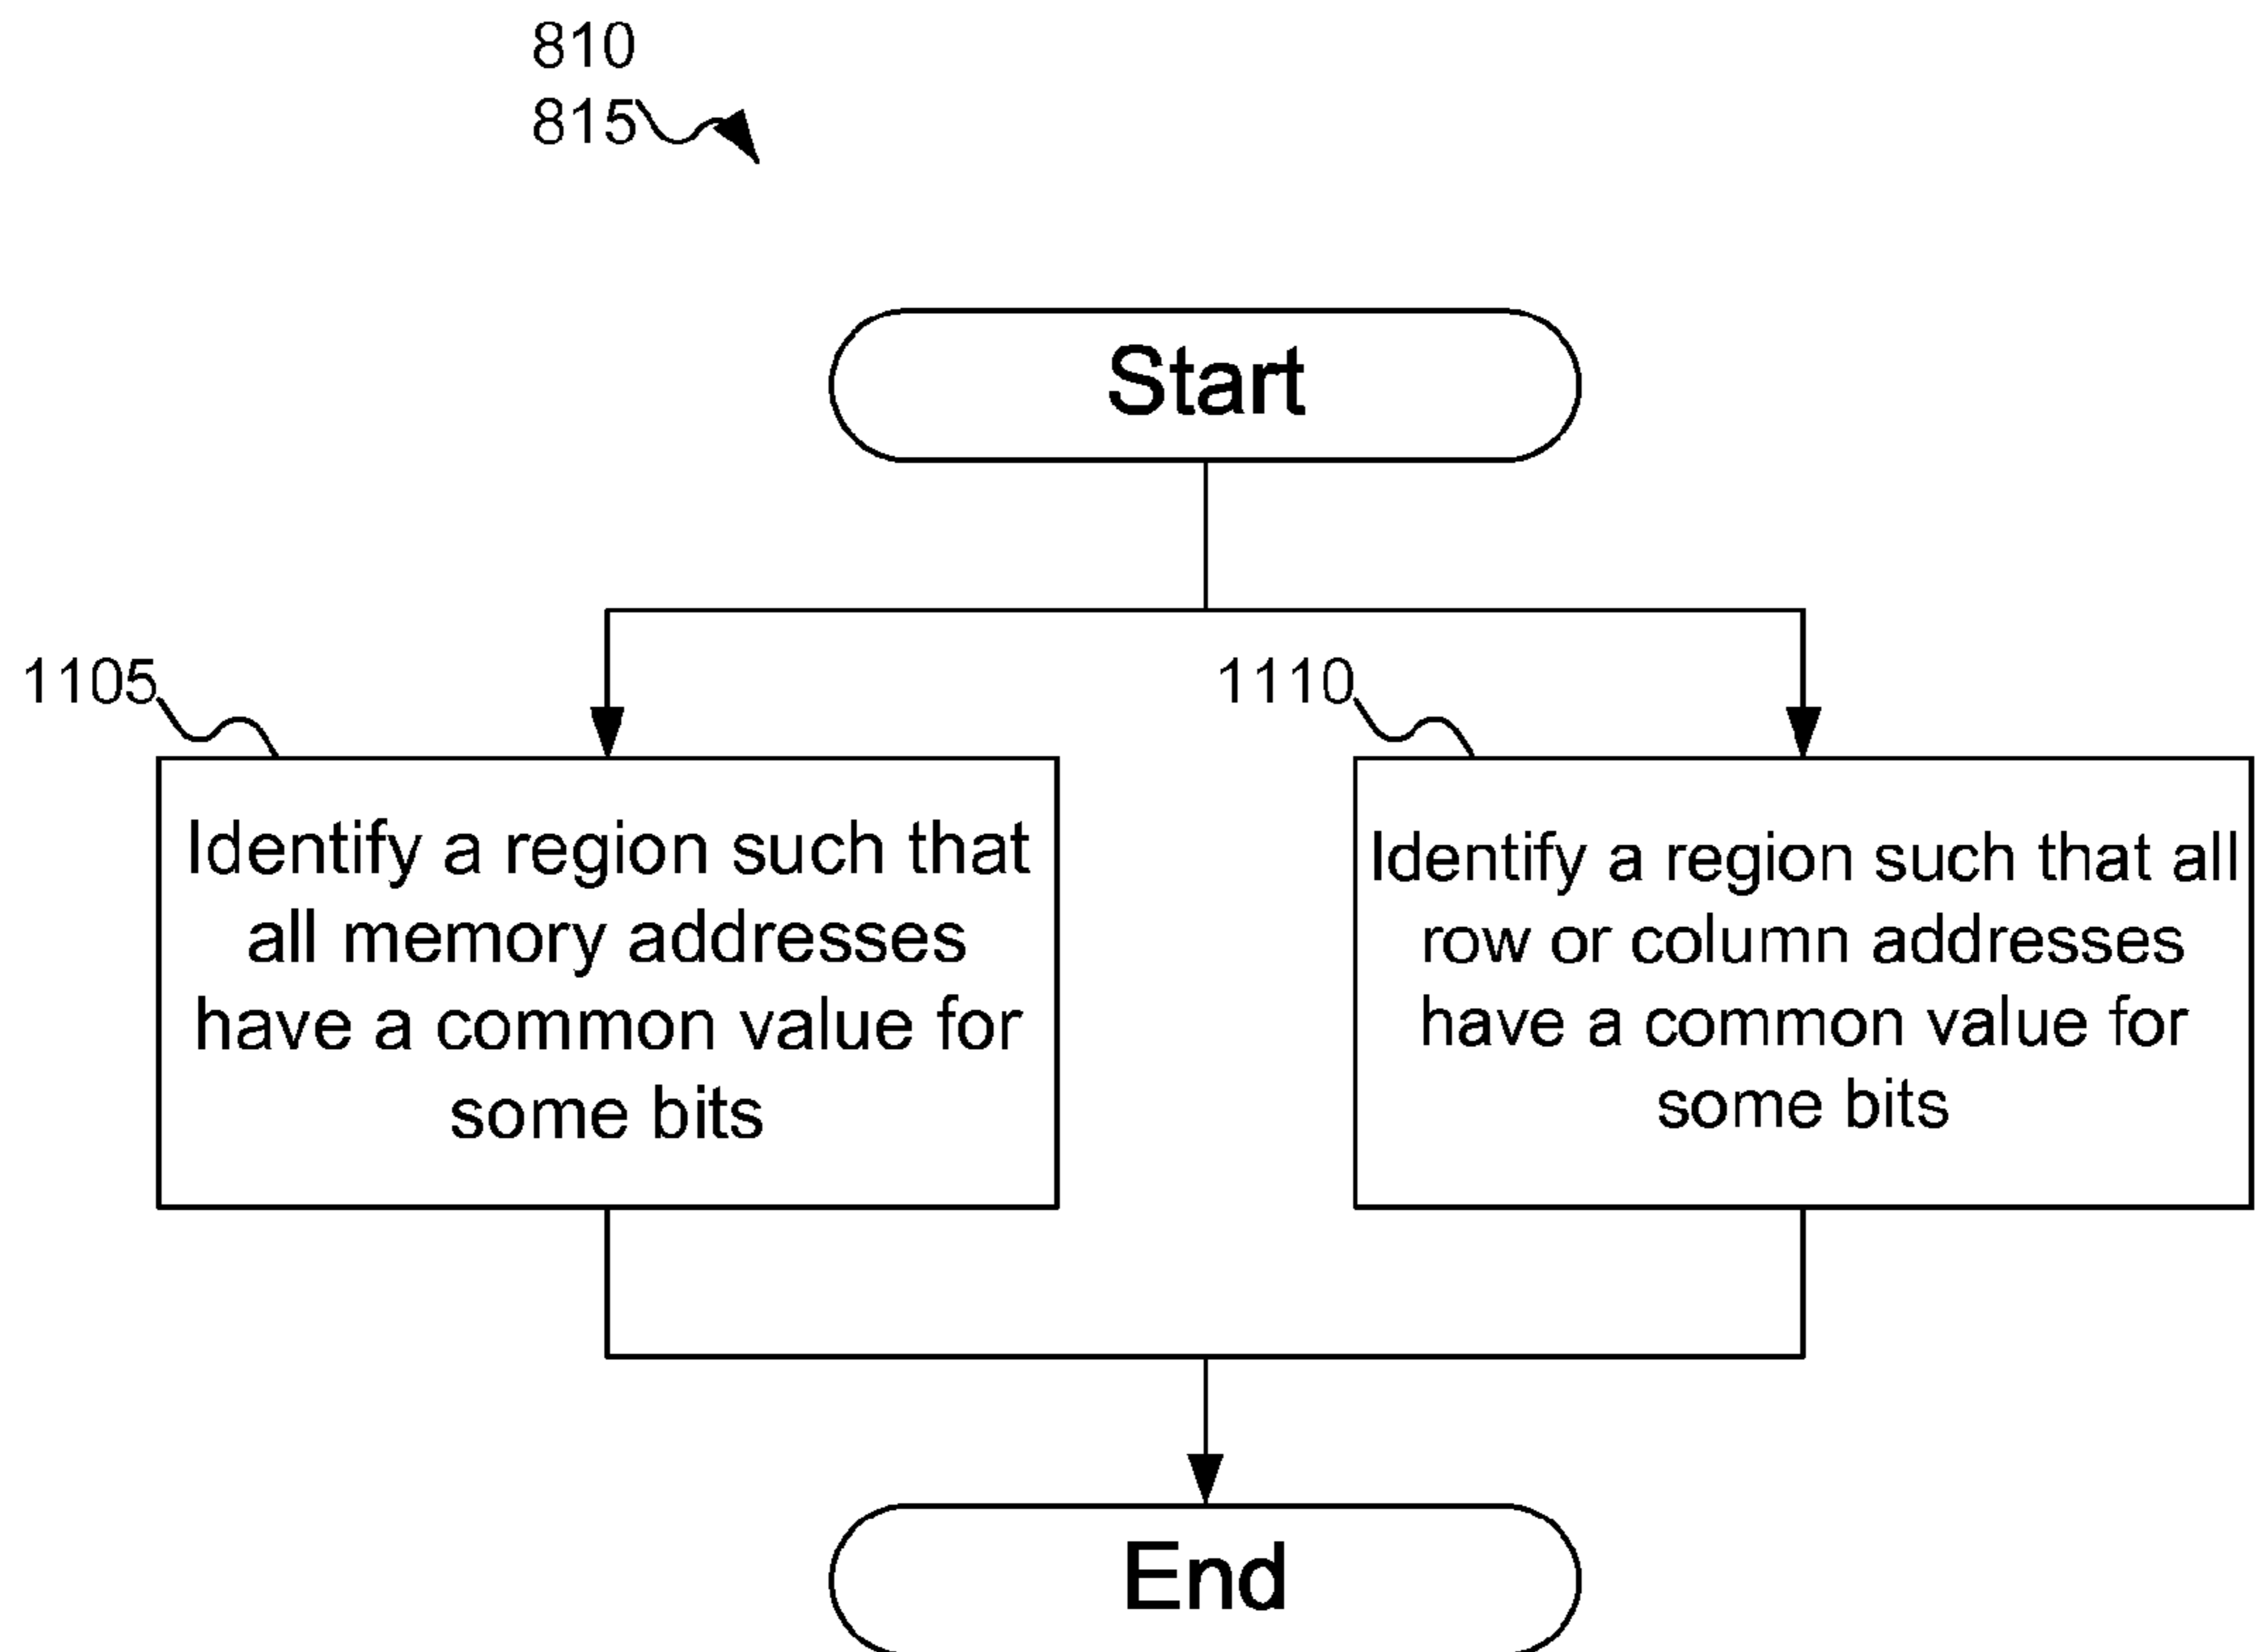 810
815
Start
1105
1110
Identify a region such that
all memory addresses
have a common value for
some bits
Identify a region such that all
row or column addresses
have a common value for
some bits
End